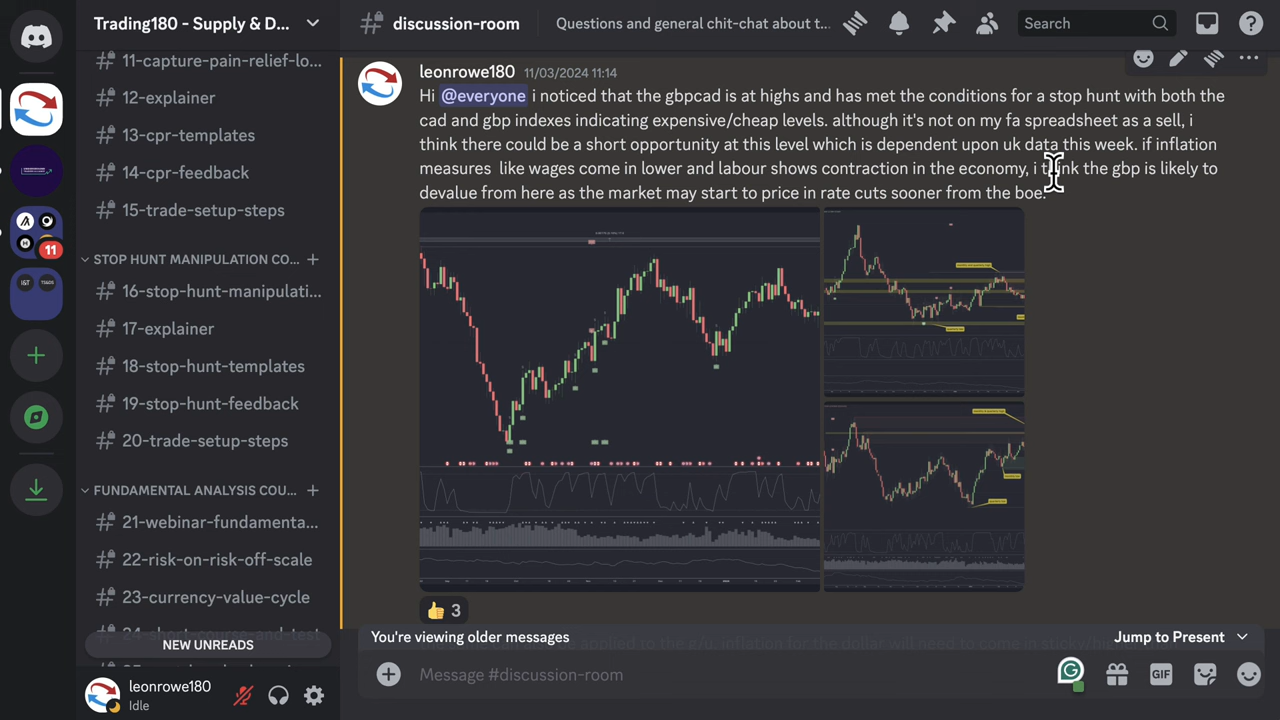 Trading180 - Supply & D...
discussion-room
Questions and general chit-chat about t...
Search
11-capture-pain-relief-lo...
12-explainer
13-cpr-templates
14-cpr-feedback
15-trade-setup-steps
STOP HUNT MANIPULATION CO...
16-stop-hunt-manipulati...
17-explainer
18-stop-hunt-templates
19-stop-hunt-feedback
20-trade-setup-steps
FUNDAMENTAL ANALYSIS COU...
21-webinar-fundamenta...
22-risk-on-risk-off-scale
23-currency-value-cycle
24-short-course-and-test
NEW UNREADS
11
leonrowe180
Idle
leonrowe180 11/03/2024 11:14
Hi @everyone i noticed that the gbpcad is at highs and has met the conditions for a stop hunt with both the
cad and gbp indexes indicating expensive/cheap levels. although it's not on my fa spreadsheet as a sell, i
think there could be a short opportunity at this level which is dependent upon uk data this week. if inflation
measures like wages come in lower and labour shows contraction in the economy, i think the gbp is likely to
devalue from here as the market may start to price in rate cuts sooner from the boe.
👍 3
You're viewing older messages
Jump to Present
Message #discussion-room
GIF